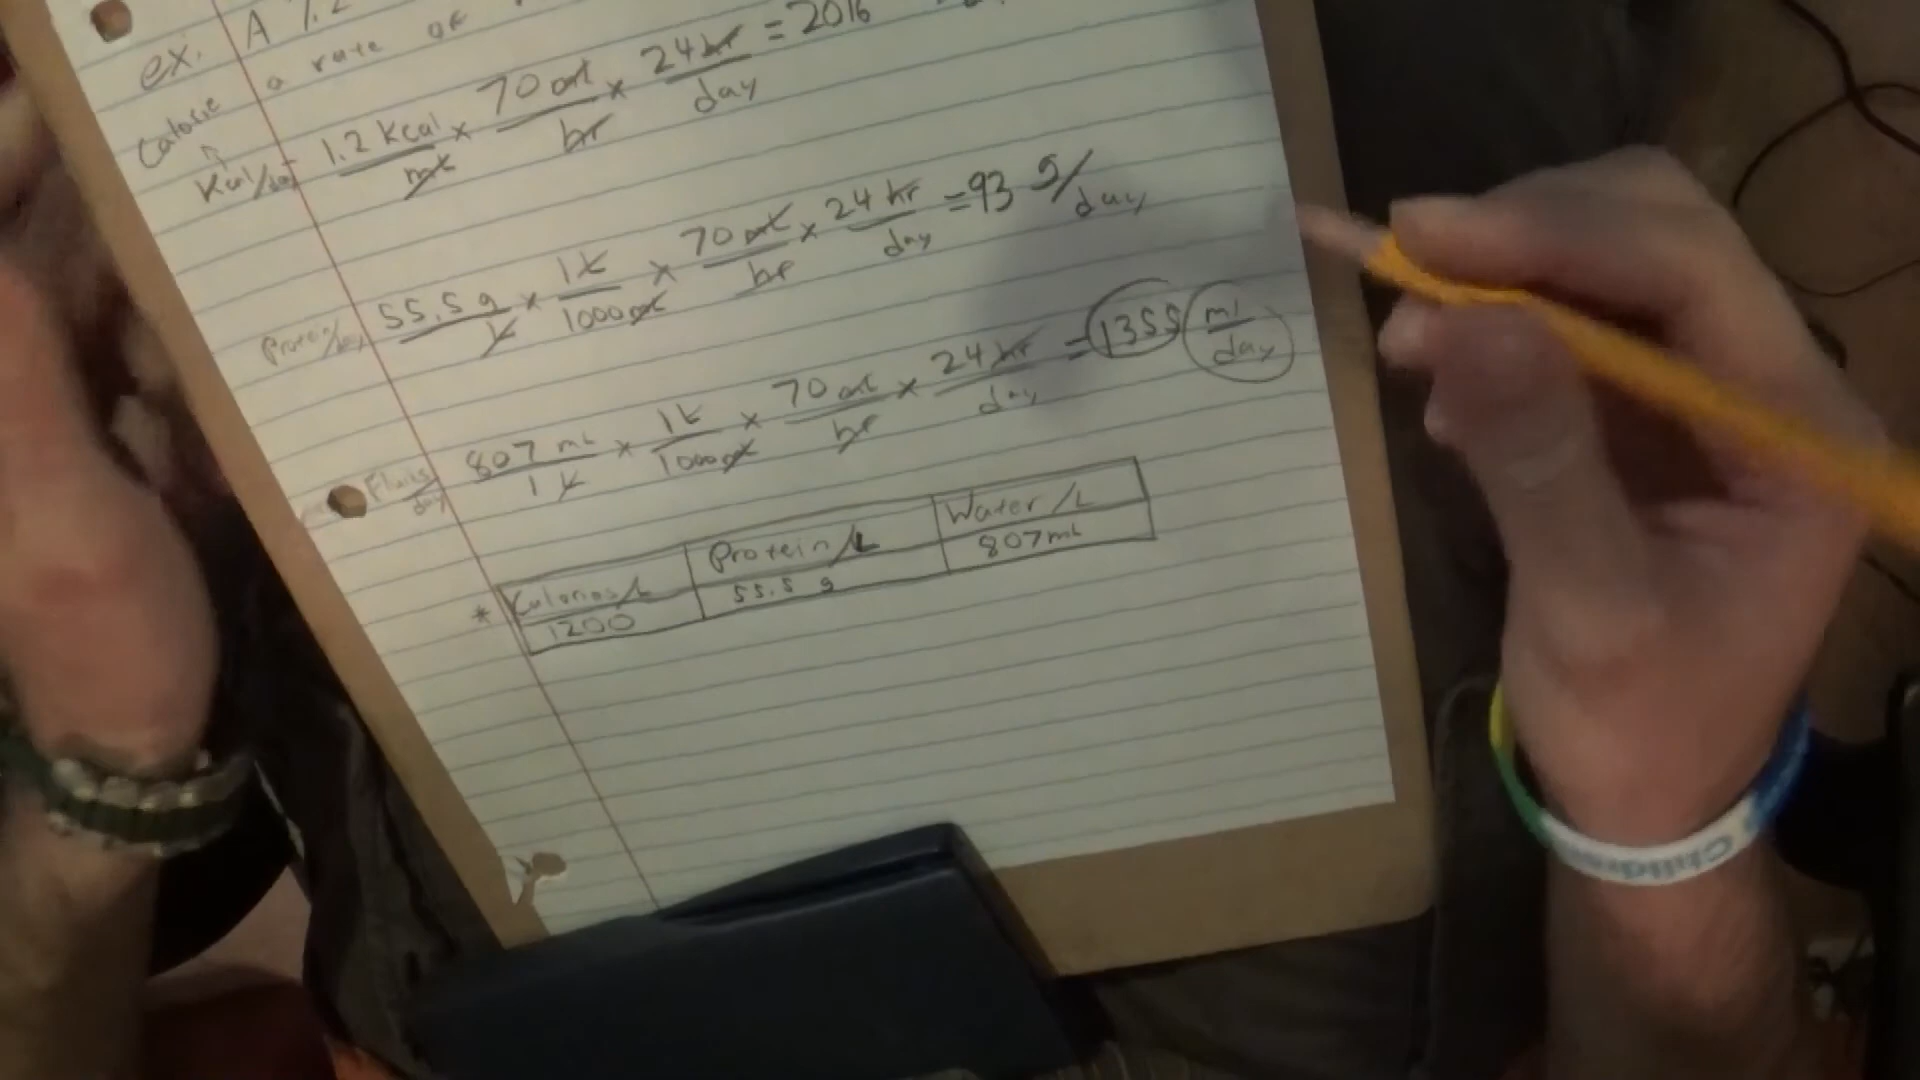 ex. A 1.2
a rate of
Calorie
Kcal/day
1.2 Kcal / mL × 70 mL / hr × 24 hr / day = 2016
Protein/day
55.5 g / L × 1 L / 1000 mL × 70 mL / hr × 24 hr / day = 93 g/day
Fluids/day
807 mL / 1 L × 1 L / 1000 mL × 70 mL / hr × 24 hr / day = 1355 ml / day
* Calories/L Protein/L Water/L
1200 55.5 g 807 mL
Children